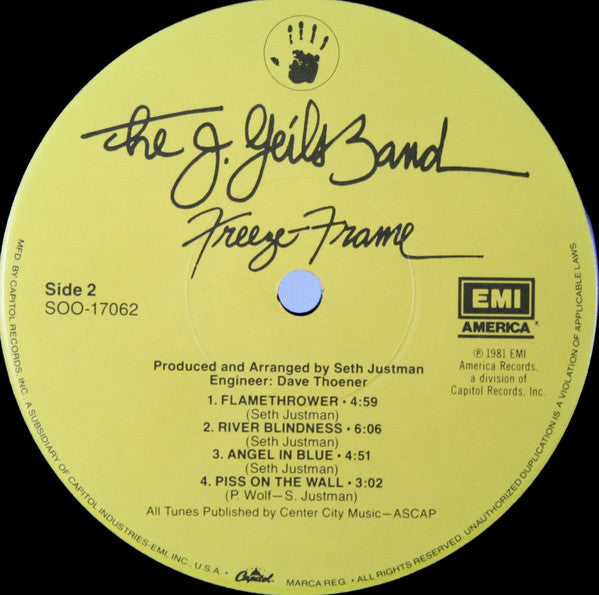 The J. Geils Band
Freeze-Frame
Side 2
SOO-17062
EMI
AMERICA
℗ 1981 EMI
America Records,
a division of
Capitol Records, Inc.
Produced and Arranged by Seth Justman
Engineer: Dave Thoener
1. FLAMETHROWER • 4:59
(Seth Justman)
2. RIVER BLINDNESS • 6:06
(Seth Justman)
3. ANGEL IN BLUE • 4:51
(Seth Justman)
4. PISS ON THE WALL • 3:02
(P. Wolf—S. Justman)
All Tunes Published by Center City Music—ASCAP
MFD. BY CAPITOL RECORDS, INC. A SUBSIDIARY OF CAPITOL INDUSTRIES-EMI, INC., U.S.A. • Capitol. MARCA REG. • ALL RIGHTS RESERVED. UNAUTHORIZED DUPLICATION IS A VIOLATION OF APPLICABLE LAWS.